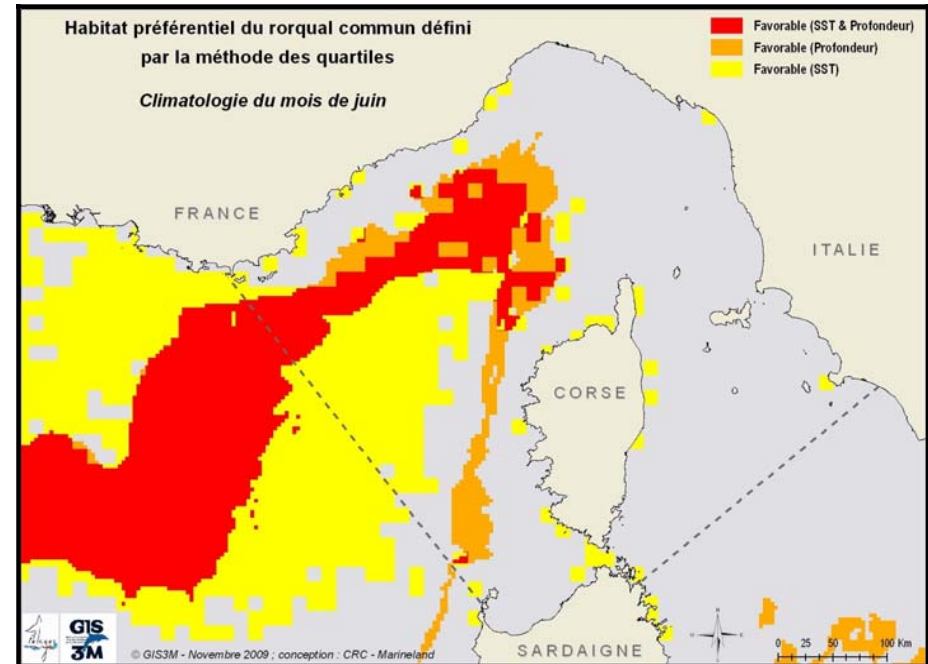 Habitat préférentiel du rorqual commun défini
par la méthode des quartiles
Climatologie du mois de juin
Favorable (SST & Profondeur)
Favorable (Profondeur)
Favorable (SST)
FRANCE
ITALIE
CORSE
SARDAIGNE
GIS
3M
© GIS3M - Novembre 2009 ; conception : CRC - Marineland
0 25 50 100 Km